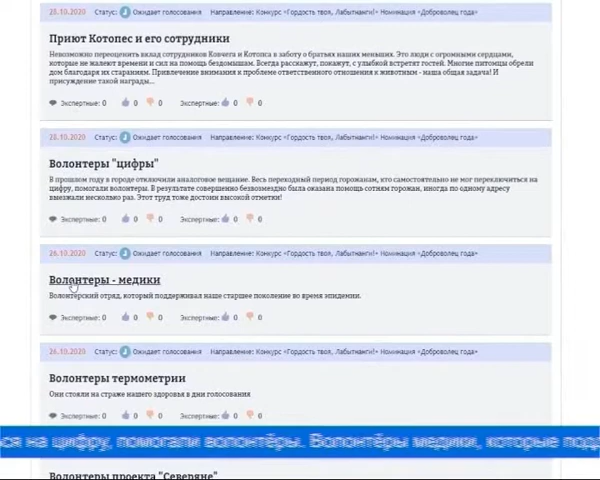 28.10.2020 Статус: Ожидает голосования Направление: Конкурс «Гордость твоя, Лабытнанги!» Номинация «Доброволец года»
Приют Котопес и его сотрудники
Невозможно переоценить вклад сотрудников Ковчега и Котопса в заботу о братьях наших меньших. Это люди с огромными сердцами,
которые не жалеют времени и сил на помощь бездомышам. Всегда расскажут, покажут, с улыбкой встретят гостей. Многие питомцы обрели
дом благодаря их стараниям. Привлечение внимания к проблеме ответственного отношения к животным - наша общая задача! И
присуждение такой награды...
Экспертные: 0 0 0 Экспертные: 0 0
28.10.2020 Статус: Ожидает голосования Направление: Конкурс «Гордость твоя, Лабытнанги!» Номинация «Доброволец года»
Волонтеры "цифры"
В прошлом году в городе отключили аналоговое вещание. Весь переходный период горожанам, кто самостоятельно не мог переключиться на
цифру, помогали волонтеры. В результате совершенно безвозмездно была оказана помощь сотням горожан, иногда по одному адресу
выезжали несколько раз. Этот труд тоже достоин высокой отметины!
Экспертные: 0 0 0 Экспертные: 0 0
26.10.2020 Статус: Ожидает голосования Направление: Конкурс «Гордость твоя, Лабытнанги!» Номинация «Доброволец года»
Волонтеры - медики
Волонтерский отряд, который поддерживал наше старшее поколение во время эпидемии.
Экспертные: 0 0 0 Экспертные: 0 0
26.10.2020 Статус: Ожидает голосования Направление: Конкурс «Гордость твоя, Лабытнанги!» Номинация «Доброволец года»
Волонтеры термометрии
Они стояли на страже нашего здоровья в дни голосования
Экспертные: 0 0 0 Экспертные: 0 0
ься на цифру, помогали волонтёры. Волонтёры медики, которые подд
Волонтеры проекта "Северяне"